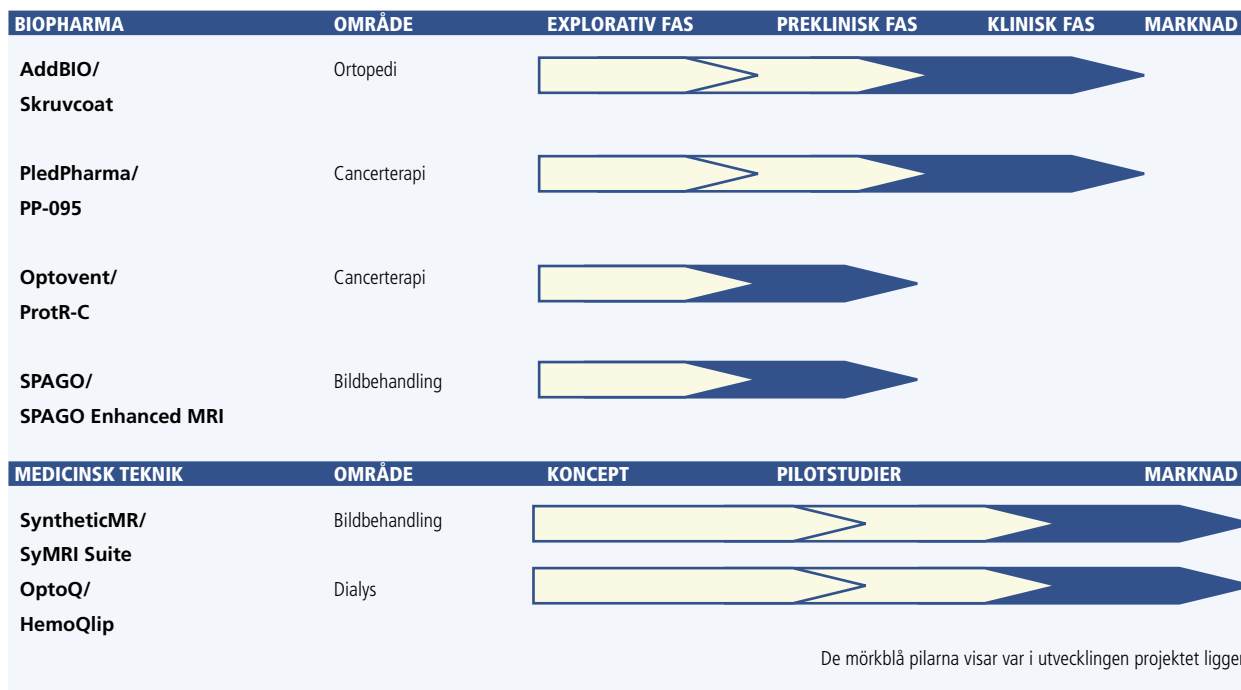 BIOPHARMA OMRÅDE EXPLORATIV FAS PREKLINISK FAS KLINISK FAS MARKNAD
AddBIO/ Ortopedi
Skruvcoat
PledPharma/ Cancerterapi
PP-095
Optovent/ Cancerterapi
ProtR-C
SPAGO/ Bildbehandling
SPAGO Enhanced MRI
MEDICINSK TEKNIK OMRÅDE KONCEPT PILOTSTUDIER MARKNAD
SyntheticMR/ Bildbehandling
SyMRI Suite
OptoQ/ Dialys
HemoQlip
De mörkblå pilarna visar var i utvecklingen projektet ligger